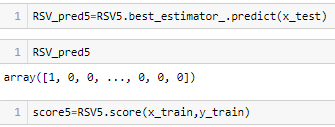 1 RSV_pred5=RSV5.best_estimator_.predict(x_test)
1 RSV_pred5
array([1, 0, 0, ..., 0, 0, 0])
1 score5=RSV5.score(x_train,y_train)